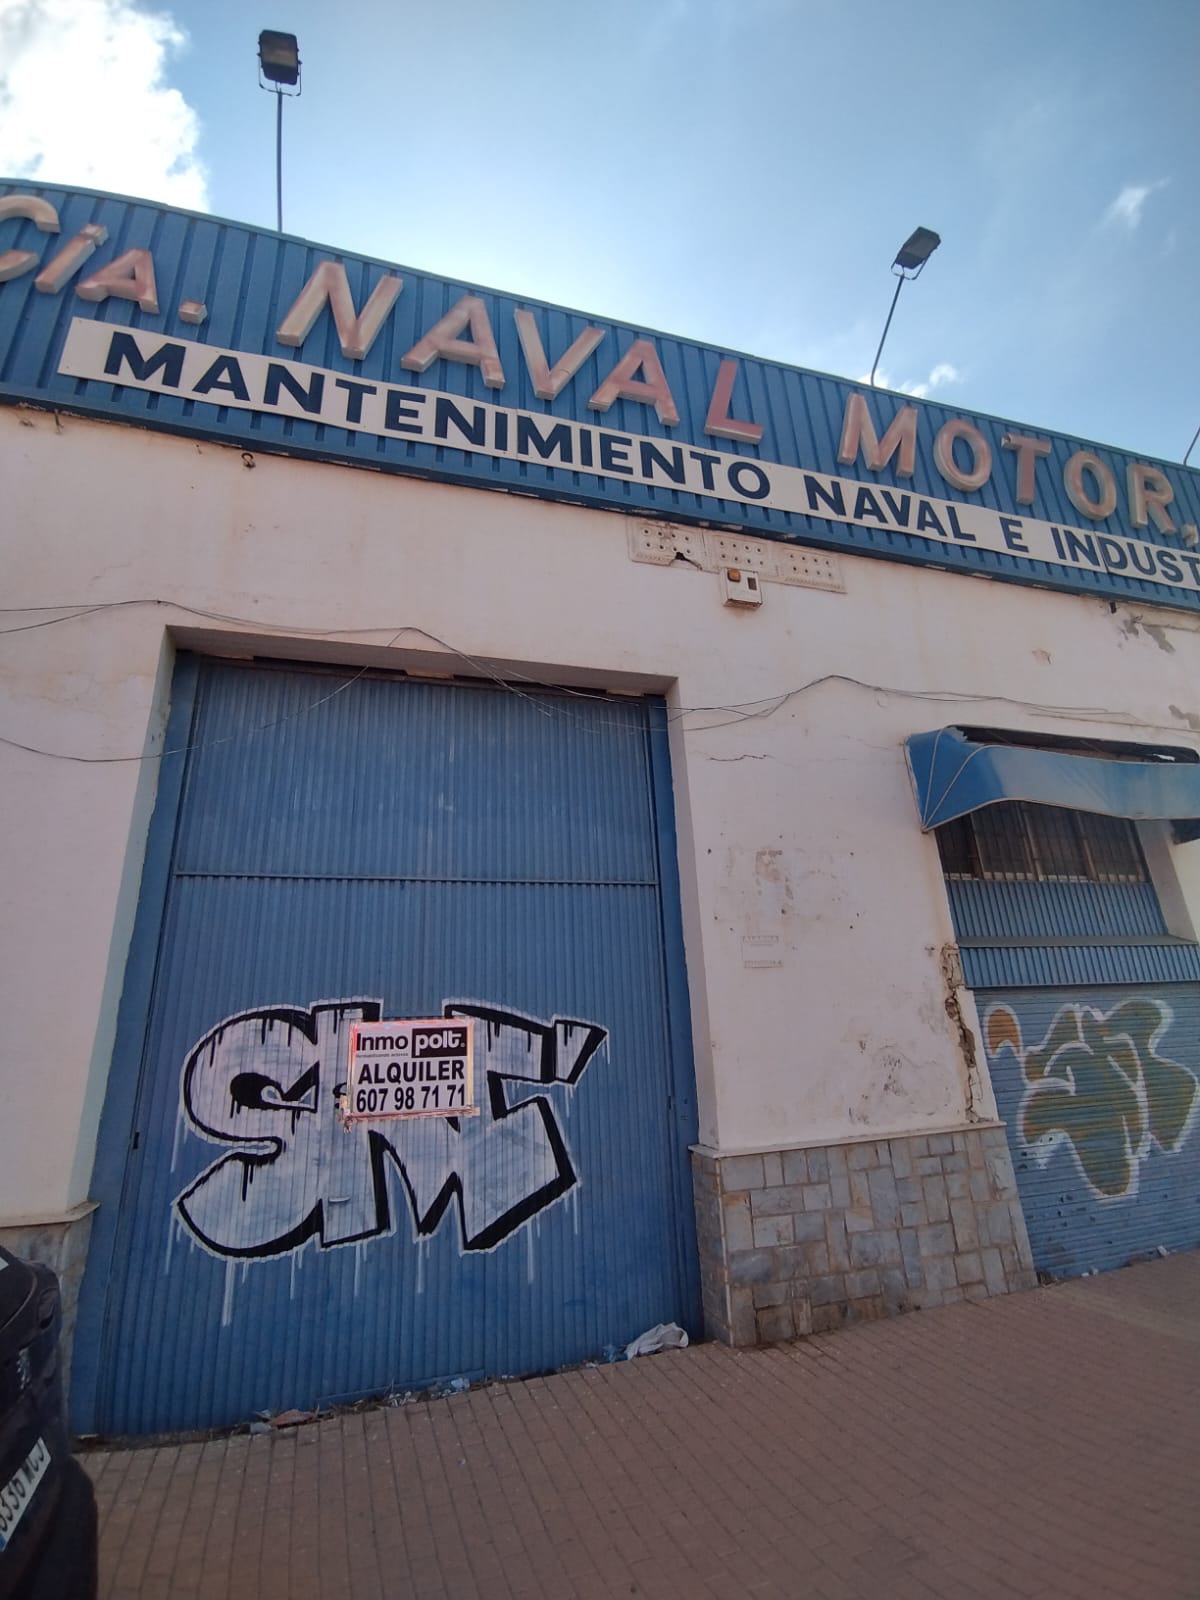 Cía. NAVAL MOTOR,
MANTENIMIENTO NAVAL E INDUST
Inmo polt.
ALQUILER
607 98 71 71